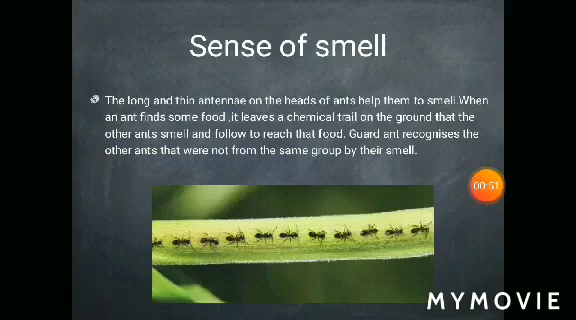 Sense of smell
The long and thin antennae on the heads of ants help them to smell.When
an ant finds some food ,it leaves a chemical trail on the ground that the
other ants smell and follow to reach that food. Guard ant recognises the
other ants that were not from the same group by their smell.
00:51
MYMOVIE